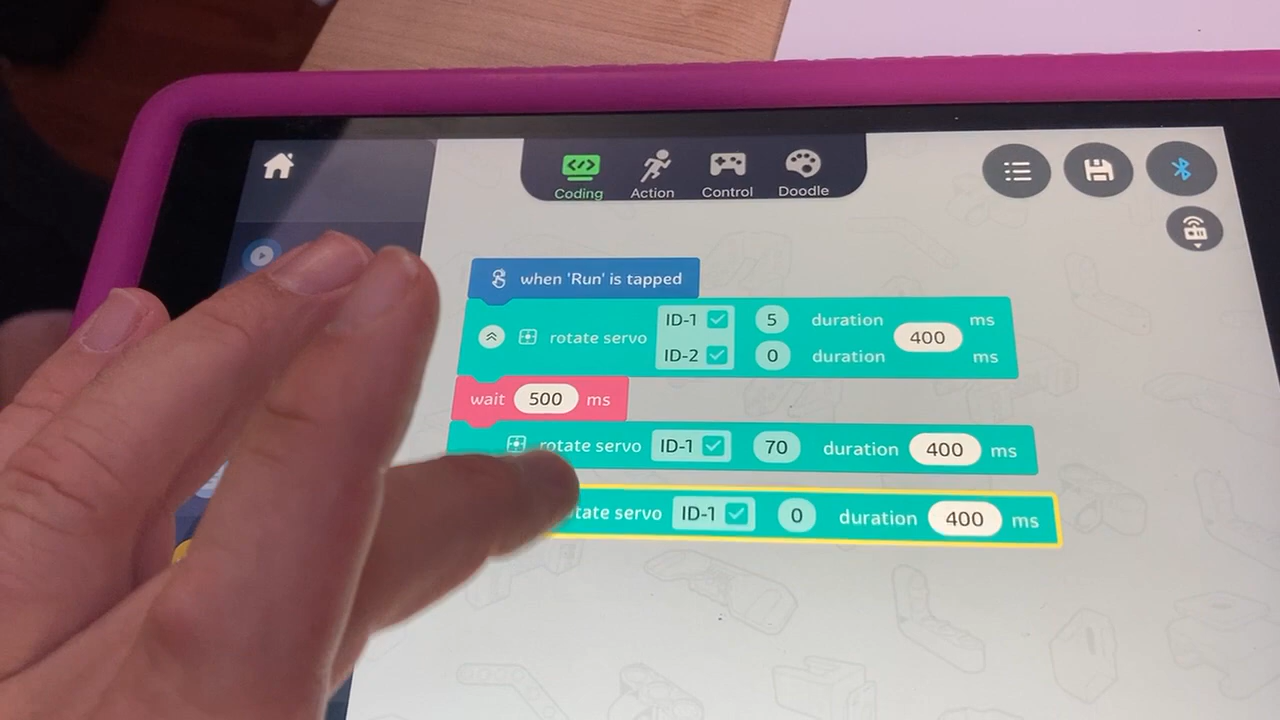 Coding Action Control Doodle
when 'Run' is tapped
rotate servo ID-1 5 duration 400 ms
ID-2 0 duration ms
wait 500 ms
rotate servo ID-1 70 duration 400 ms
servo ID-1 0 duration 400 ms